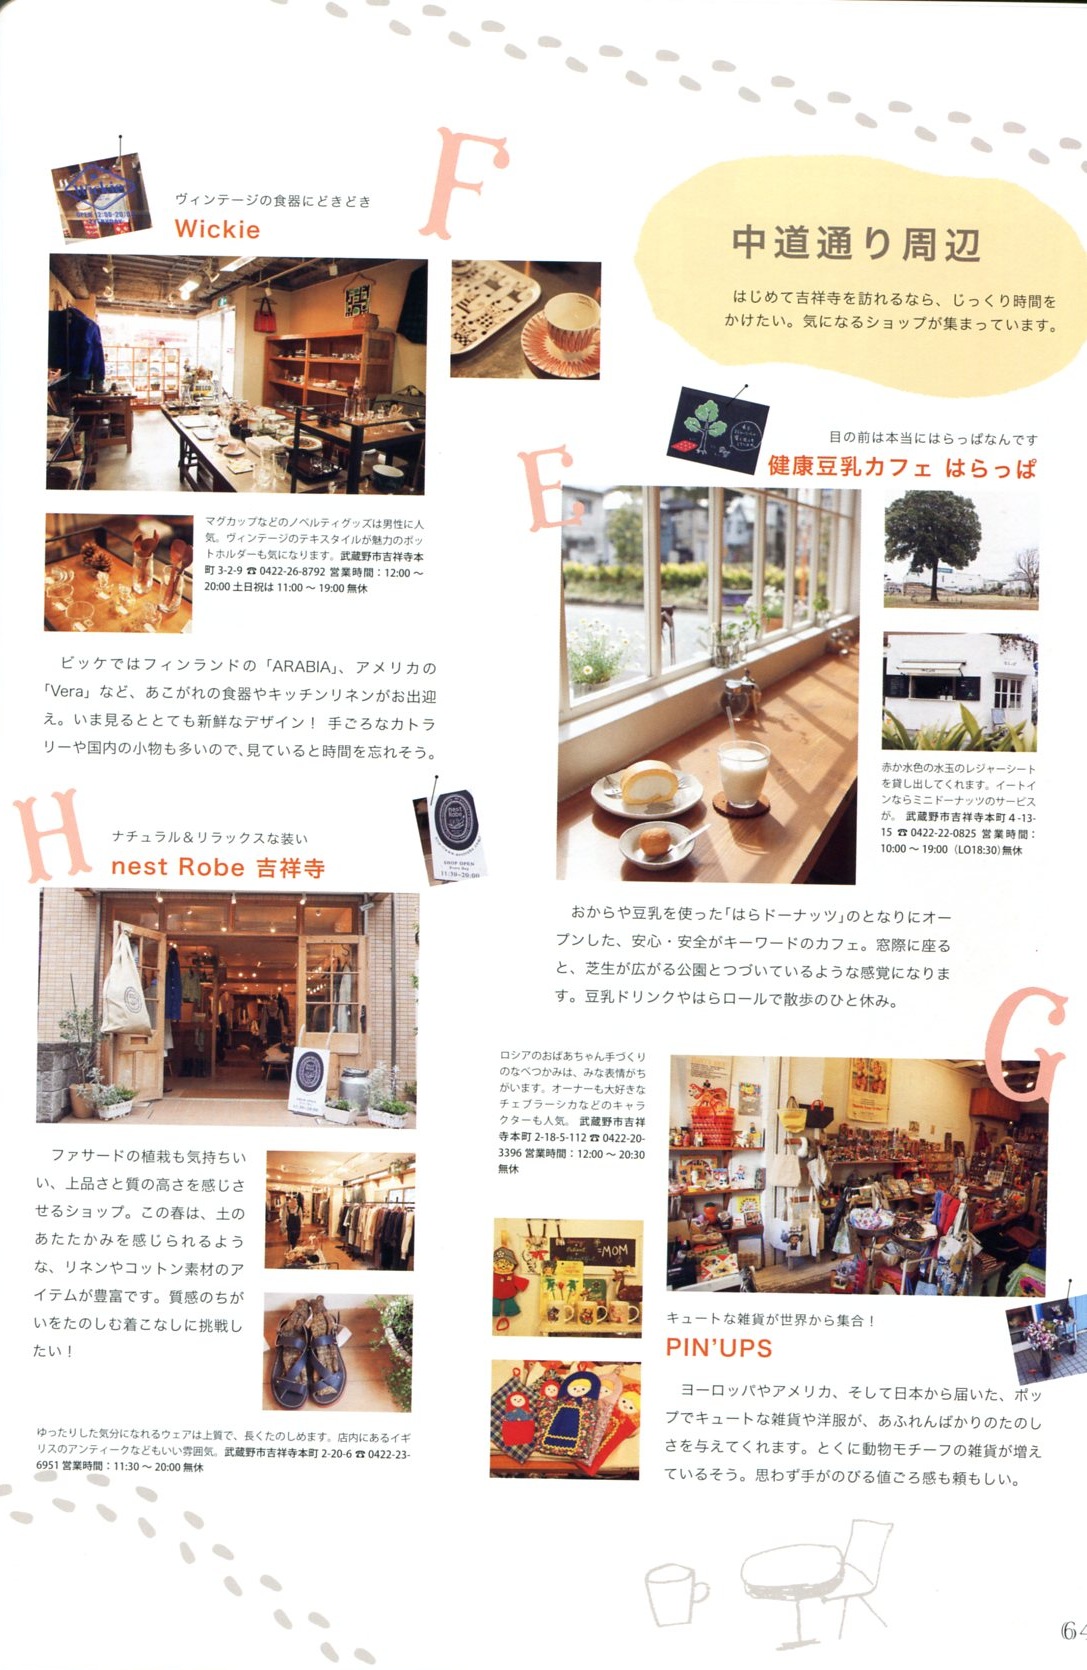 中道通り周辺
はじめて吉祥寺を訪れるなら、じっくり時間を
かけたい。気になるショップが集まっています。
E
目の前は本当にはらっぱなんです
健康豆乳カフェ はらっぱ
赤か水色の水玉のレジャーシート
を貸し出してくれます。イートイ
ンならミニドーナッツのサービス
が。 武蔵野市吉祥寺本町4-13-
15 ☎ 0422-22-0825 営業時間：
10:00 〜 19:00（LO18:30）無休
おからや豆乳を使った「はらドーナッツ」のとなりにオー
プンした、安心・安全がキーワードのカフェ。窓際に座る
と、芝生が広がる公園とつづいているような感覚になりま
す。豆乳ドリンクやはらロールで散歩のひと休み。
F
Wickie
ヴィンテージの食器にどきどき
Wickie
マグカップなどのノベルティグッズは男性に人
気。ヴィンテージのテキスタイルが魅力のポッ
トホルダーも気になります。武蔵野市吉祥寺本
町 3-2-9 ☎ 0422-26-8792 営業時間：12:00 〜
20:00 土日祝は 11:00 〜 19:00 無休
ビッケではフィンランドの「ARABIA」、アメリカの
「Vera」など、あこがれの食器やキッチンリネンがお出迎
え。いま見るととても新鮮なデザイン！ 手ごろなカトラ
リーや国内の小物も多いので、見ていると時間を忘れそう。
G
ロシアのおばあちゃん手づくり
のなべつかみは、みな表情がち
がいます。オーナーも大好きな
チェブラーシカなどのキャラ
クターも人気。 武蔵野市吉祥
寺本町 2-18-5-112 ☎ 0422-20-
3396 営業時間：12:00 〜 20:30
無休
=MOM
キュートな雑貨が世界から集合！
PIN'UPS
ヨーロッパやアメリカ、そして日本から届いた、ポッ
プでキュートな雑貨や洋服が、あふれんばかりのたのし
さを与えてくれます。とくに動物モチーフの雑貨が増え
ているそう。思わず手がのびる値ごろ感も頼もしい。
H
ナチュラル＆リラックスな装い
nest Robe 吉祥寺
nest
Robe
SHOP OPEN
11:30~20:00
ファサードの植栽も気持ちい
い、上品さと質の高さを感じさ
せるショップ。この春は、土の
あたたかみを感じられるよう
な、リネンやコットン素材のア
イテムが豊富です。質感のちが
いをたのしむ着こなしに挑戦し
たい！
ゆったりした気分になれるウェアは上質で、長くたのしめます。店内にあるイギ
リスのアンティークなどもいい雰囲気。武蔵野市吉祥寺本町 2-20-6 ☎ 0422-23-
6951 営業時間：11:30 〜 20:00 無休
64